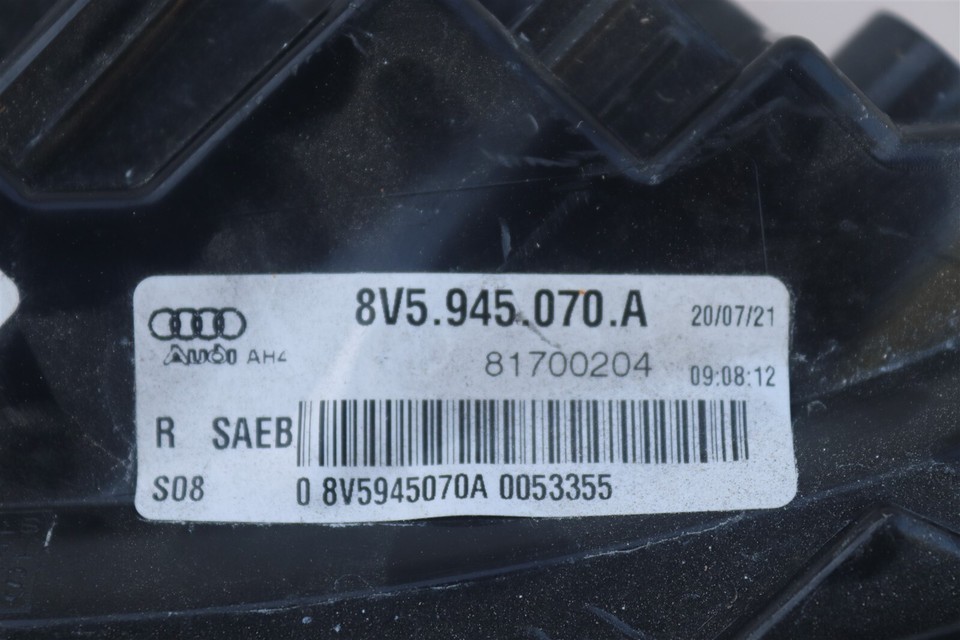 8V5.945.070.A 20/07/21
Audi AH4 81700204 09:08:12
R SAEB
S08 0 8V5945070A 0053355